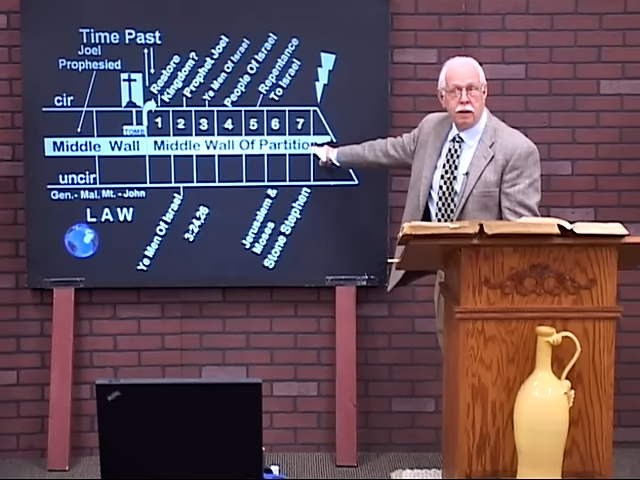 Time Past
Joel
Prophesied
Restore
Kingdom?
Prophet Joel
Ye Men Of Israel
People Of Israel
Repentance
To Israel
cir
1 2 3 4 5 6 7
TOMB
Middle Wall
Middle Wall Of Partition
uncir
Gen.- Mal. Mt. - John
LAW
Ye Men Of Israel
3:24,26
Jerusalem &
Moses
Stone Stephen